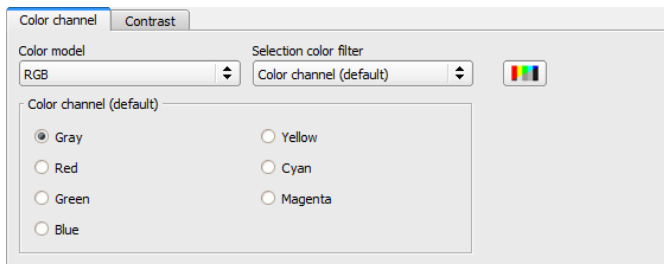 Color channel Contrast
Color model Selection color filter
RGB Color channel (default)
Color channel (default)
Gray Yellow
Red Cyan
Green Magenta
Blue